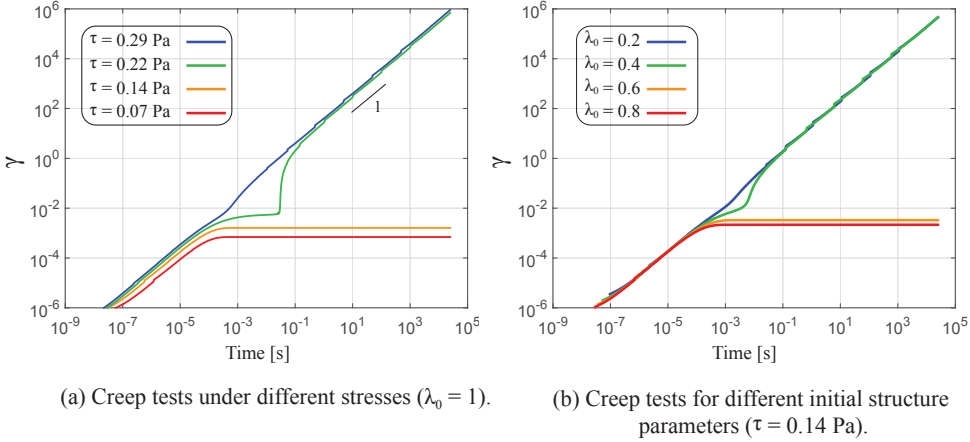 10^6
10^4
10^2
10^0
10^-2
10^-4
10^-6
γ
τ = 0.29 Pa
τ = 0.22 Pa
τ = 0.14 Pa
τ = 0.07 Pa
1
10^-9 10^-7 10^-5 10^-3 10^-1 10^1 10^3 10^5
Time [s]
(a) Creep tests under different stresses (λ₀ = 1).
10^6
10^4
10^2
10^0
10^-2
10^-4
10^-6
γ
λ₀ = 0.2
λ₀ = 0.4
λ₀ = 0.6
λ₀ = 0.8
10^-9 10^-7 10^-5 10^-3 10^-1 10^1 10^3 10^5
Time [s]
(b) Creep tests for different initial structure
parameters (τ = 0.14 Pa).